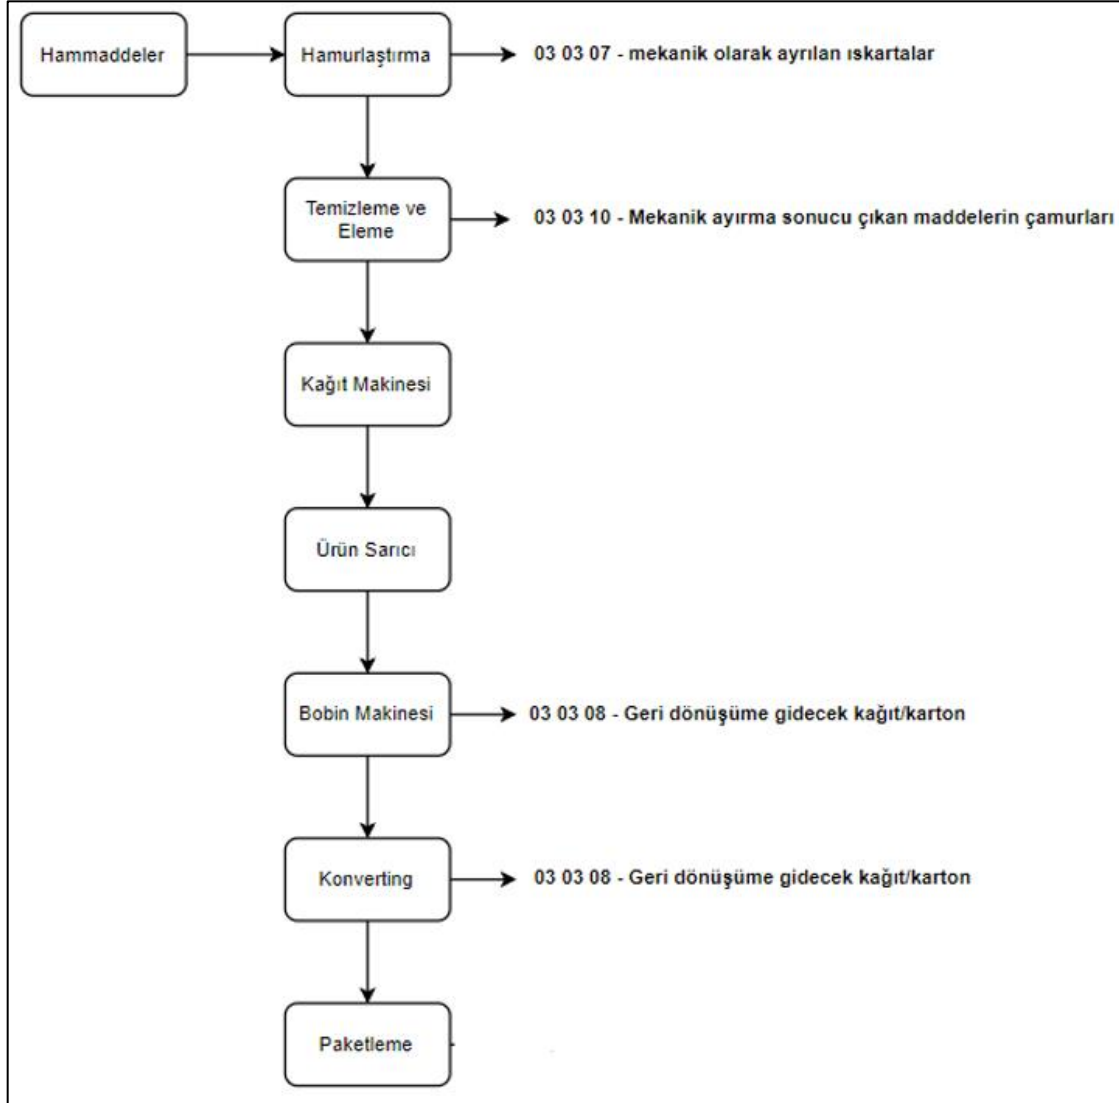 Hammaddeler
Hamurlaştırma
03 03 07 - mekanik olarak ayrılan ıskartalar
Temizleme ve
Eleme
03 03 10 - Mekanik ayırma sonucu çıkan maddelerin çamurları
Kağıt Makinesi
Ürün Sarıcı
Bobin Makinesi
03 03 08 - Geri dönüşüme gidecek kağıt/karton
Konverting
03 03 08 - Geri dönüşüme gidecek kağıt/karton
Paketleme